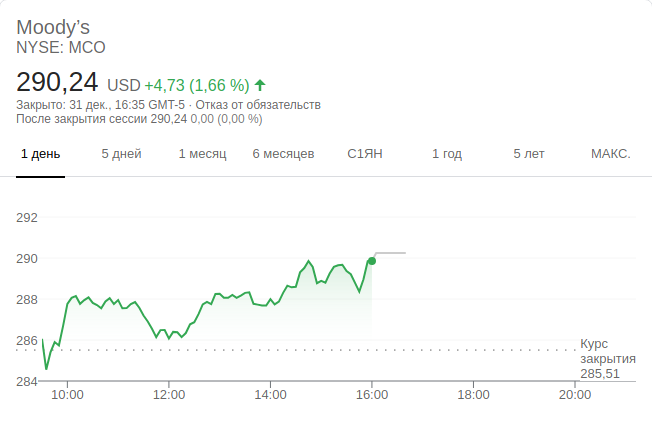 Moody’s
NYSE: MCO
290,24 USD +4,73 (1,66 %)
Закрыто: 31 дек., 16:35 GMT-5 · Отказ от обязательств
После закрытия сессии 290,24 0,00 (0,00 %)
1 день 5 дней 1 месяц 6 месяцев С1ЯН 1 год 5 лет МАКС.
292
290
288
286
Курс
закрытия
285,51
284
10:00 12:00 14:00 16:00 18:00 20:00